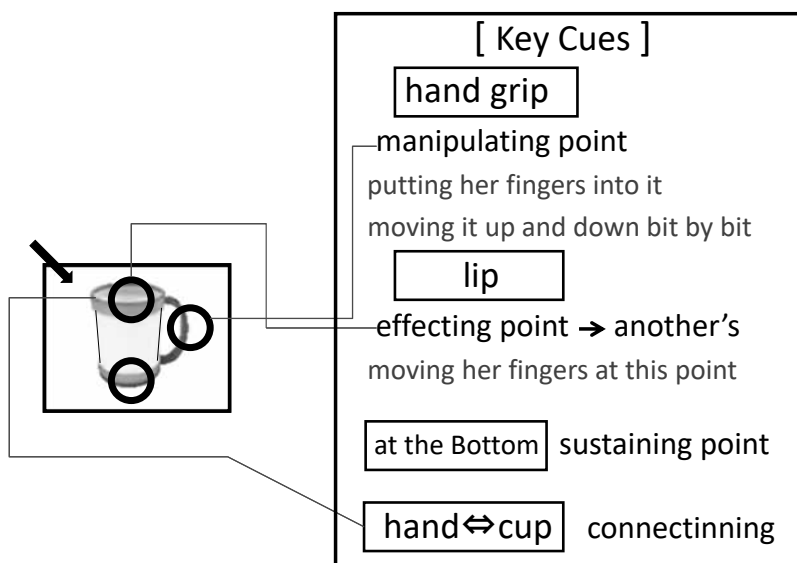 [ Key Cues ]
hand grip
manipulating point
putting her fingers into it
moving it up and down bit by bit
lip
effecting point → another's
moving her fingers at this point
at the Bottom sustaining point
hand⇔cup connectinning